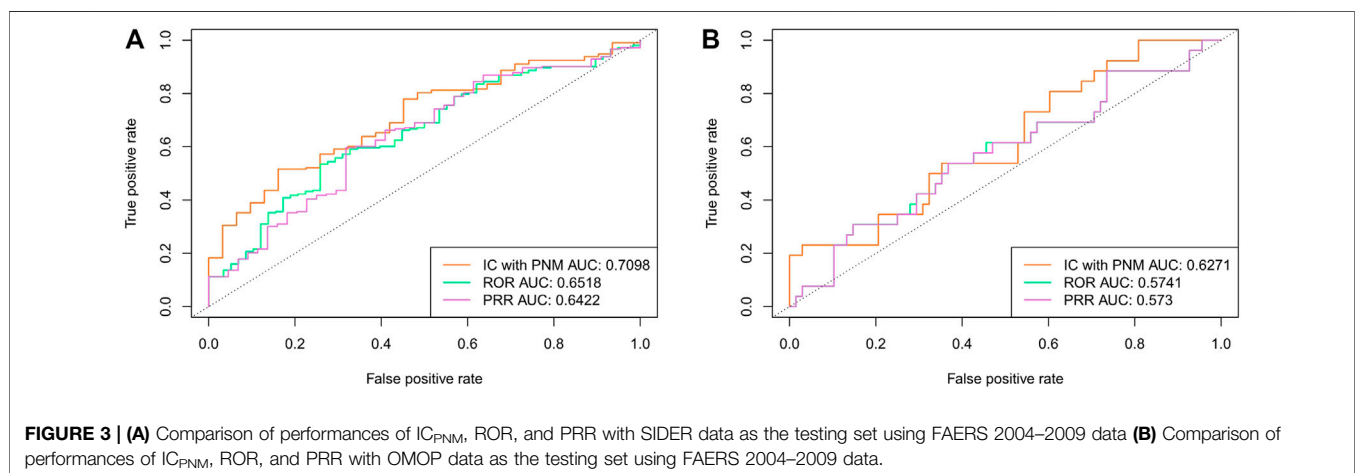 A
True positive rate
1.0
0.8
0.6
0.4
0.2
0.0
IC with PNM AUC: 0.7098
ROR AUC: 0.6518
PRR AUC: 0.6422
0.0 0.2 0.4 0.6 0.8 1.0
False positive rate
B
True positive rate
1.0
0.8
0.6
0.4
0.2
0.0
IC with PNM AUC: 0.6271
ROR AUC: 0.5741
PRR AUC: 0.573
0.0 0.2 0.4 0.6 0.8 1.0
False positive rate
FIGURE 3 | (A) Comparison of performances of ICPNM, ROR, and PRR with SIDER data as the testing set using FAERS 2004–2009 data (B) Comparison of
performances of ICPNM, ROR, and PRR with OMOP data as the testing set using FAERS 2004–2009 data.